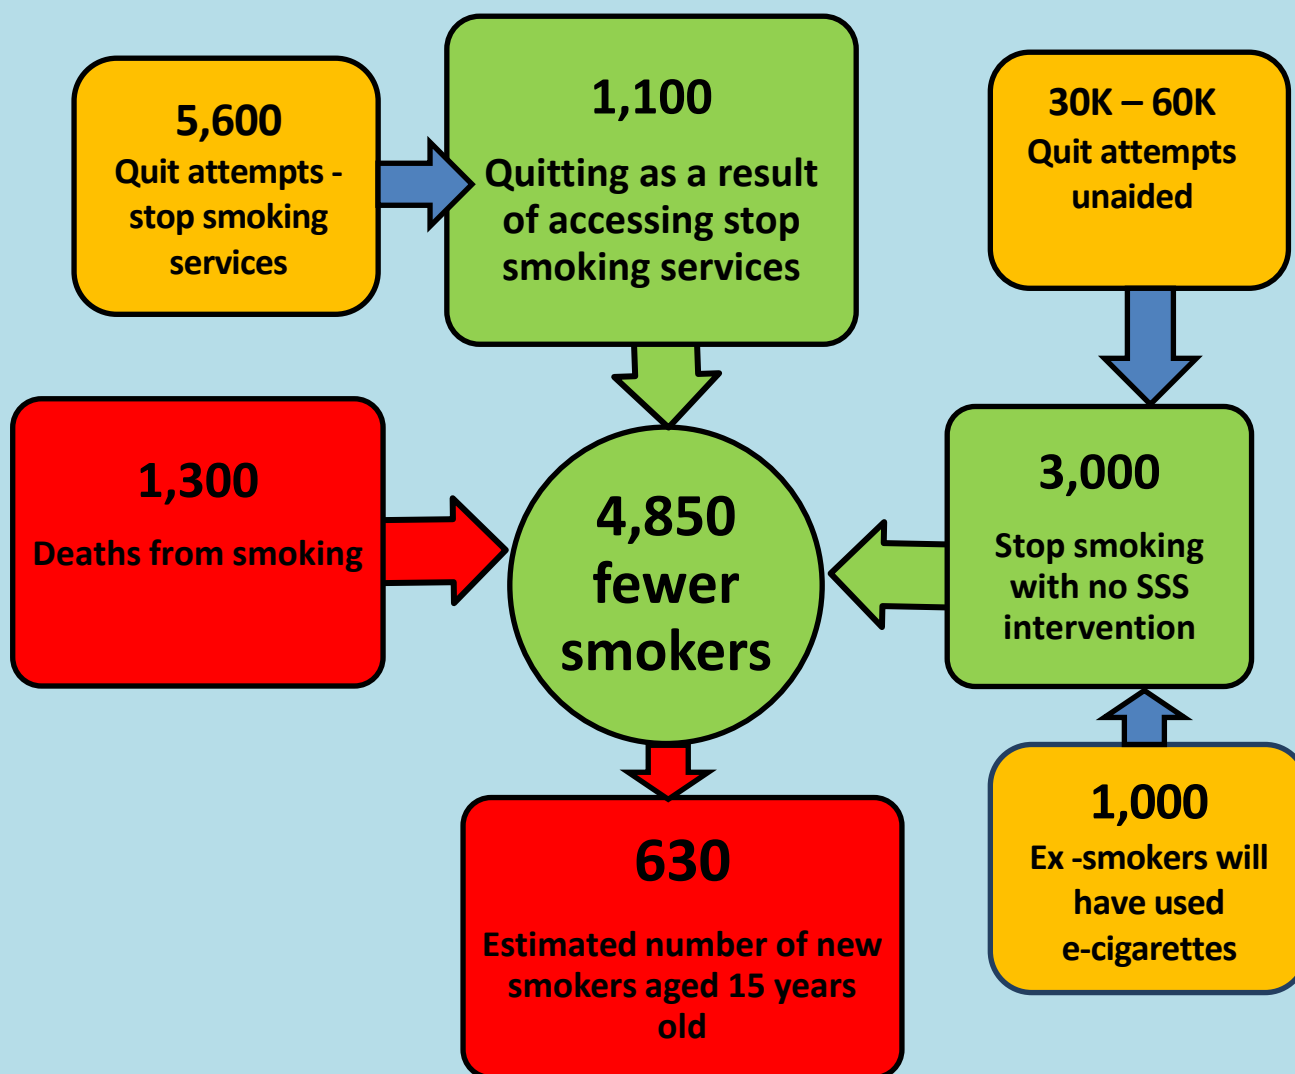 5,600
Quit attempts -
stop smoking
services
1,100
Quitting as a result
of accessing stop
smoking services
30K – 60K
Quit attempts
unaided
1,300
Deaths from smoking
4,850
fewer
smokers
3,000
Stop smoking
with no SSS
intervention
630
Estimated number of new
smokers aged 15 years
old
1,000
Ex -smokers will
have used
e-cigarettes